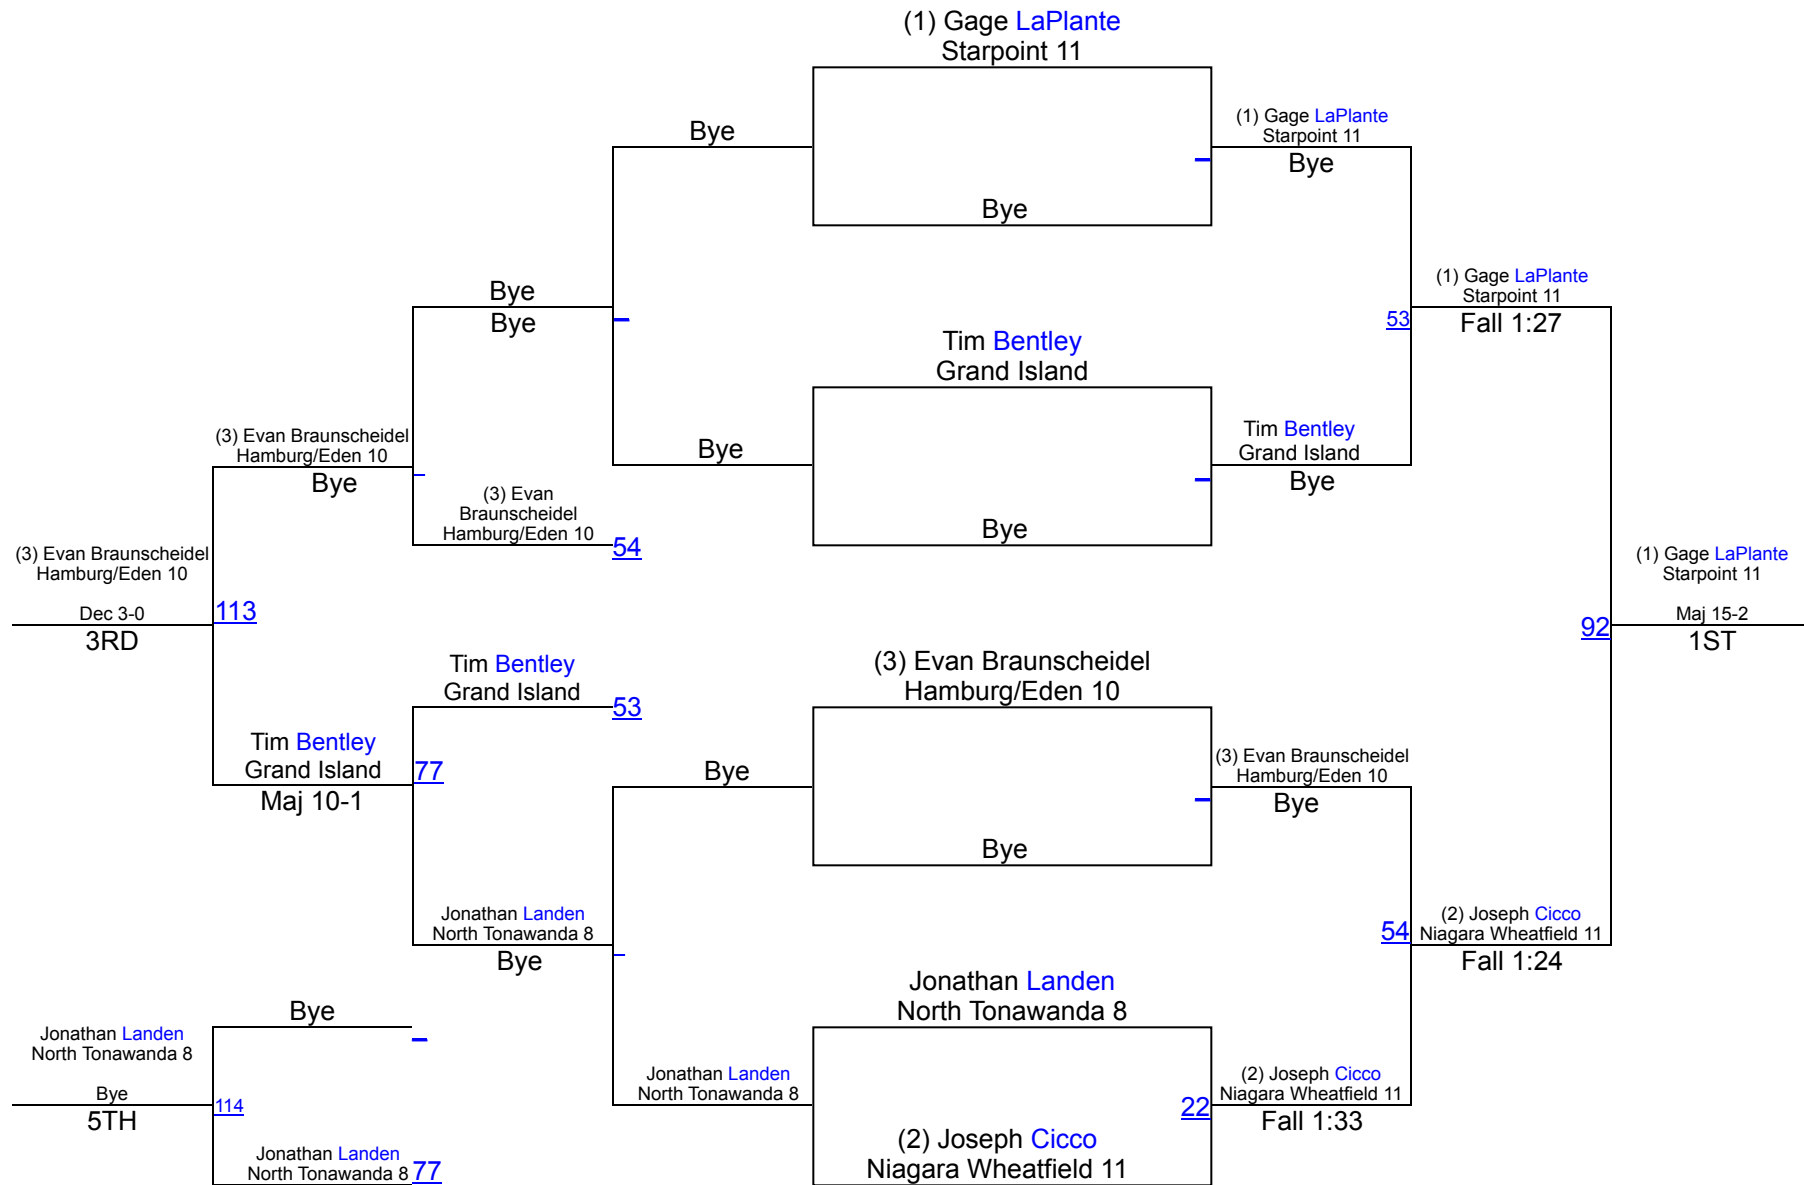 (1) Gage LaPlante
Starpoint 11
Bye
(1) Gage LaPlante
Starpoint 11
Bye
Bye
Bye
Bye
(1) Gage LaPlante
Starpoint 11
53
Fall 1:27
Tim Bentley
Grand Island
(3) Evan Braunscheidel
Hamburg/Eden 10
Bye
Bye
Tim Bentley
Grand Island
Bye
(3) Evan
Braunscheidel
Hamburg/Eden 10
54
Bye
(3) Evan Braunscheidel
Hamburg/Eden 10
Dec 3-0
3RD
113
(1) Gage LaPlante
Starpoint 11
92
Maj 15-2
1ST
Tim Bentley
Grand Island
53
(3) Evan Braunscheidel
Hamburg/Eden 10
Tim Bentley
Grand Island
77
Maj 10-1
Bye
(3) Evan Braunscheidel
Hamburg/Eden 10
Bye
Bye
Jonathan Landen
North Tonawanda 8
Bye
54
(2) Joseph Cicco
Niagara Wheatfield 11
Fall 1:24
Jonathan Landen
North Tonawanda 8
Bye
Jonathan Landen
North Tonawanda 8
Bye
5TH
114
Jonathan Landen
North Tonawanda 8
22
(2) Joseph Cicco
Niagara Wheatfield 11
Fall 1:33
Jonathan Landen
North Tonawanda 8
77
(2) Joseph Cicco
Niagara Wheatfield 11